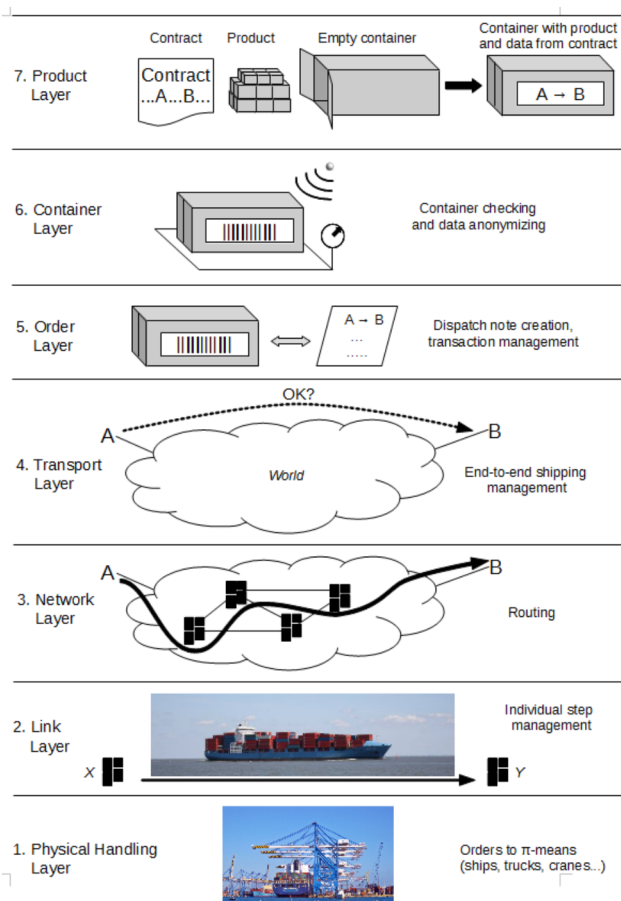 Contract
Product
Empty container
Container with product
and data from contract
7. Product
Layer
Contract
...A...B...
A → B
6. Container
Layer
Container checking
and data anonymizing
5. Order
Layer
A → B
...
.....
Dispatch note creation,
transaction management
OK?
A
B
4. Transport
Layer
World
End-to-end shipping
management
A
B
3. Network
Layer
Routing
2. Link
Layer
Individual step
management
X
Y
1. Physical Handling
Layer
Orders to π-means
(ships, trucks, cranes...)